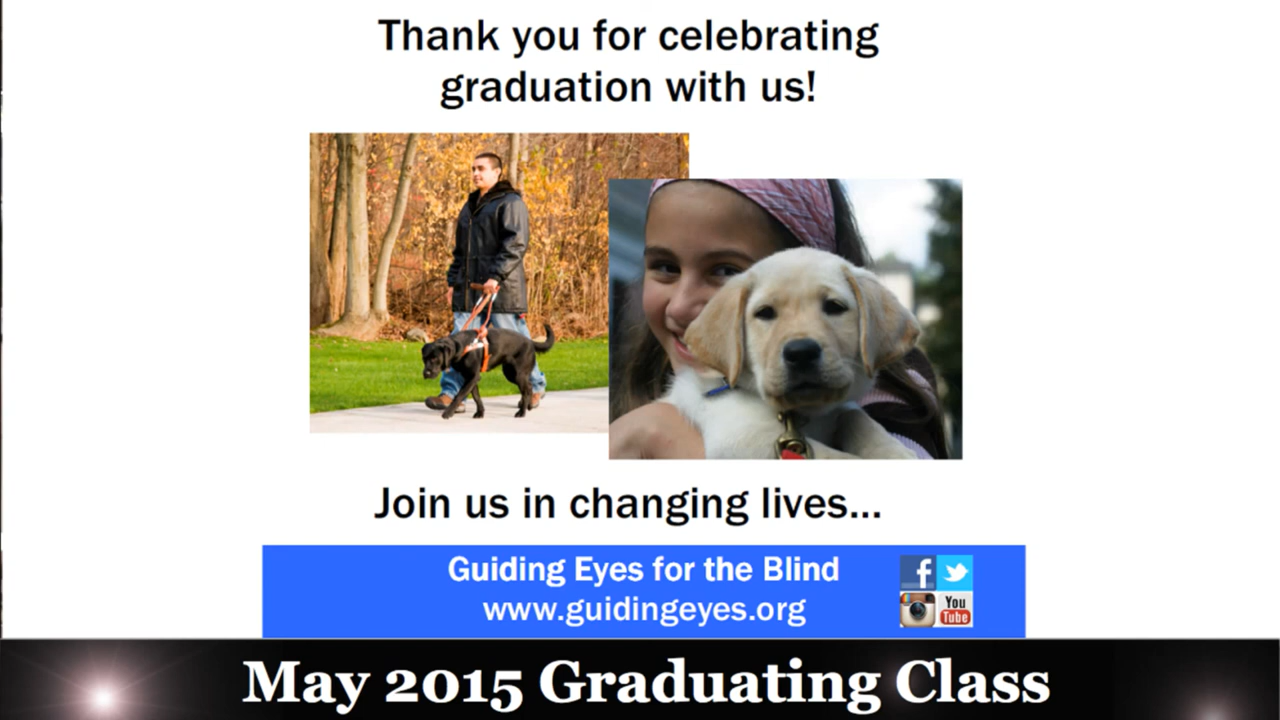 Thank you for celebrating
graduation with us!
Join us in changing lives...
Guiding Eyes for the Blind
www.guidingeyes.org
f
You
Tube
May 2015 Graduating Class